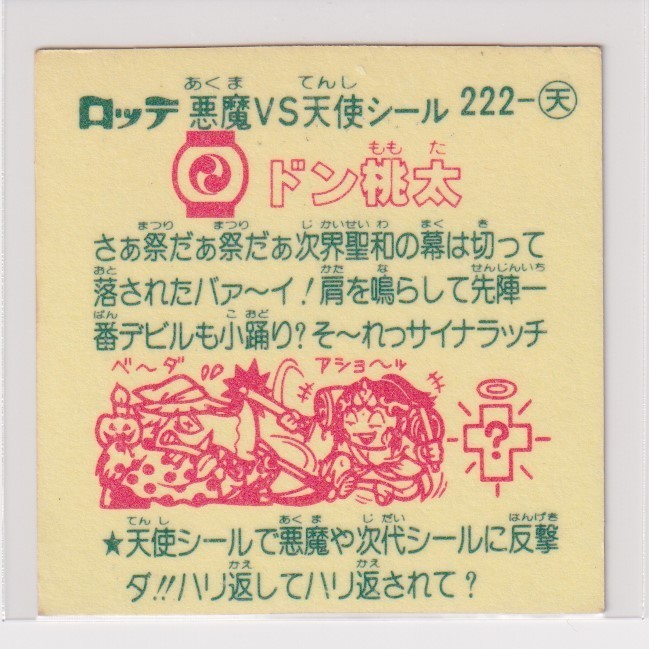 ロッテ 悪魔VS天使シール 222-天
ドン桃太
さぁ祭だぁ祭だぁ次界聖和の幕は切って
落されたバァ〜イ!肩を鳴らして先陣一
番デビルも小踊り?そ〜れっサイナラッチ
ベ〜ダ アショ〜ル
?
★天使シールで悪魔や次代シールに反撃
ダ!!ハリ返してハリ返されて?